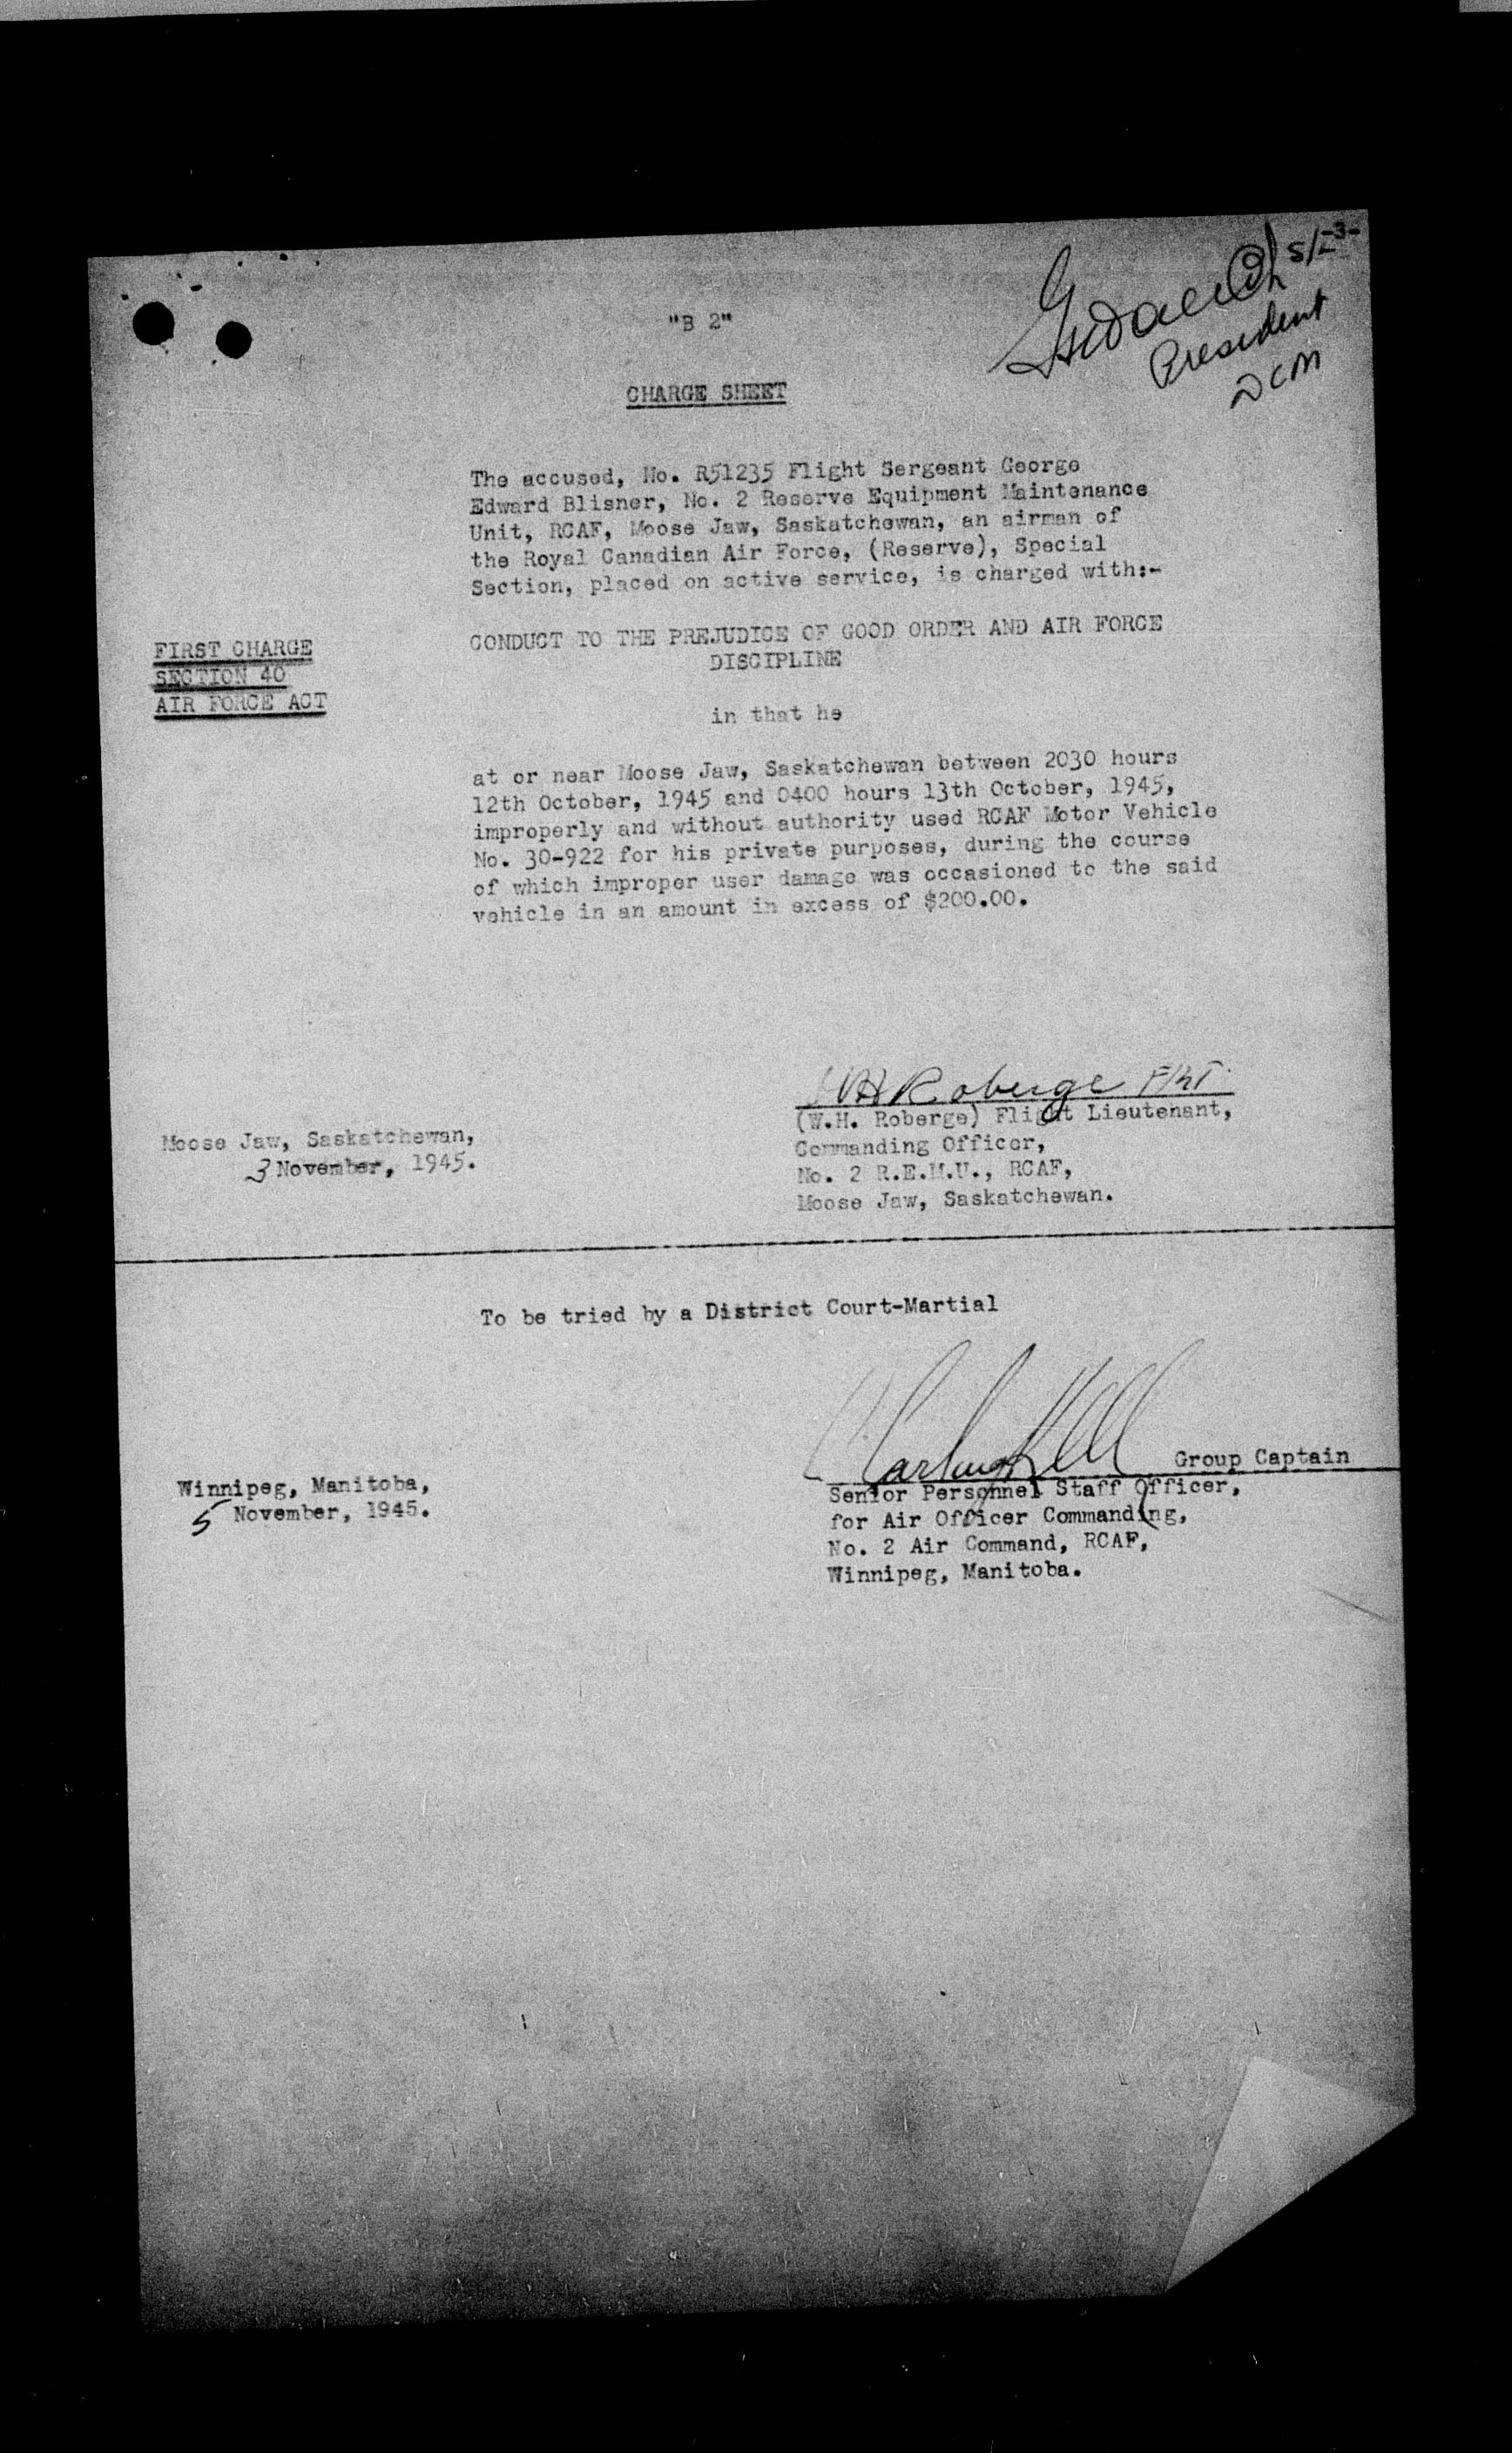 -3-
S/L
President
DCM
"B 2"
CHARGE SHEET
The accused, No. R51235 Flight Sergeant George
Edward Blisner, No. 2 Reserve Equipment Maintenance
Unit, RCAF, Moose Jaw, Saskatchewan, an airman of
the Royal Canadian Air Force, (Reserve), Special
Section, placed on active service, is charged with:-
FIRST CHARGE
SECTION 40
AIR FORCE ACT
CONDUCT TO THE PREJUDICE OF GOOD ORDER AND AIR FORCE
DISCIPLINE
in that he
at or near Moose Jaw, Saskatchewan between 2030 hours
12th October, 1945 and 0400 hours 13th October, 1945,
improperly and without authority used RCAF Motor Vehicle
No. 30-922 for his private purposes, during the course
of which improper user damage was occasioned to the said
vehicle in an amount in excess of $200.00.
WH Roberge F/LT
(W.H. Roberge) Flight Lieutenant,
Commanding Officer,
No. 2 R.E.M.U., RCAF,
Moose Jaw, Saskatchewan.
Moose Jaw, Saskatchewan,
3 November, 1945.
To be tried by a District Court-Martial
Group Captain
Senior Personnel Staff Officer,
for Air Officer Commanding,
No. 2 Air Command, RCAF,
Winnipeg, Manitoba.
Winnipeg, Manitoba,
5 November, 1945.